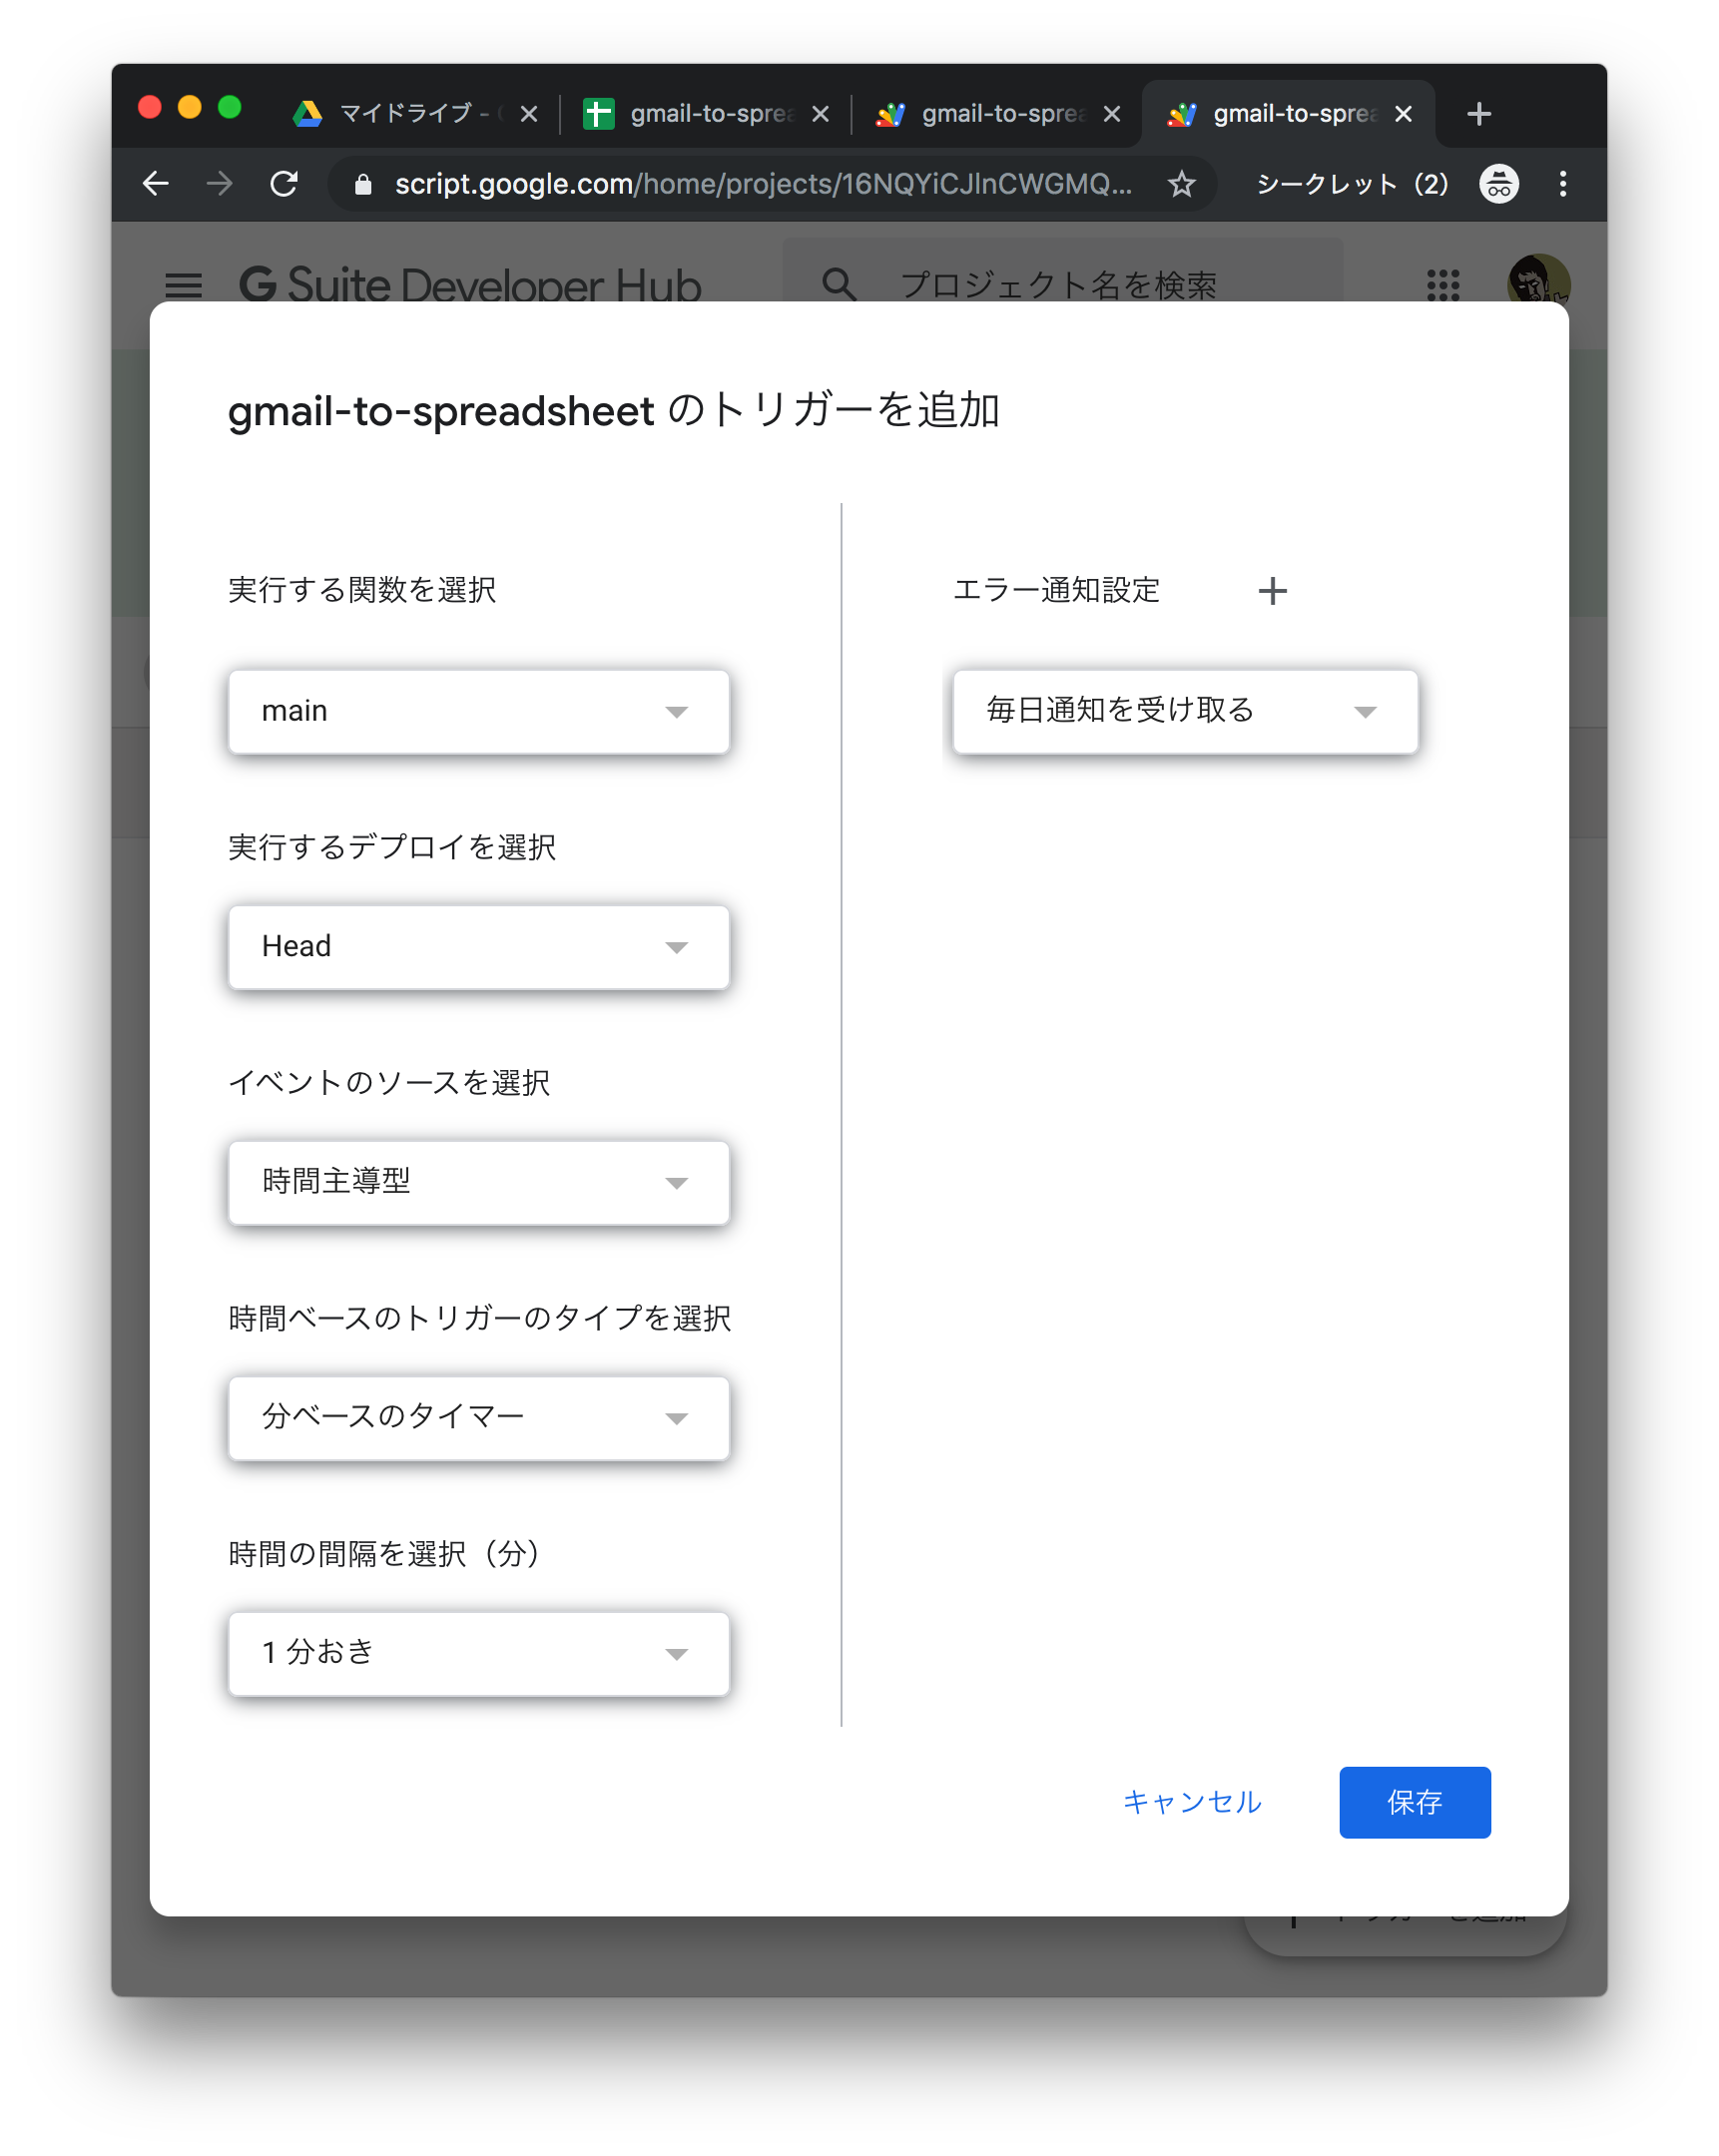 マイドライブ -
gmail-to-sprea
gmail-to-sprea
gmail-to-sprea
script.google.com/home/projects/16NQYiCJlnCWGMQ...
シークレット（2）
G Suite Developer Hub
プロジェクト名を検索
gmail-to-spreadsheet のトリガーを追加
実行する関数を選択
main
実行するデプロイを選択
Head
イベントのソースを選択
時間主導型
時間ベースのトリガーのタイプを選択
分ベースのタイマー
時間の間隔を選択（分）
1 分おき
エラー通知設定
毎日通知を受け取る
キャンセル
保存